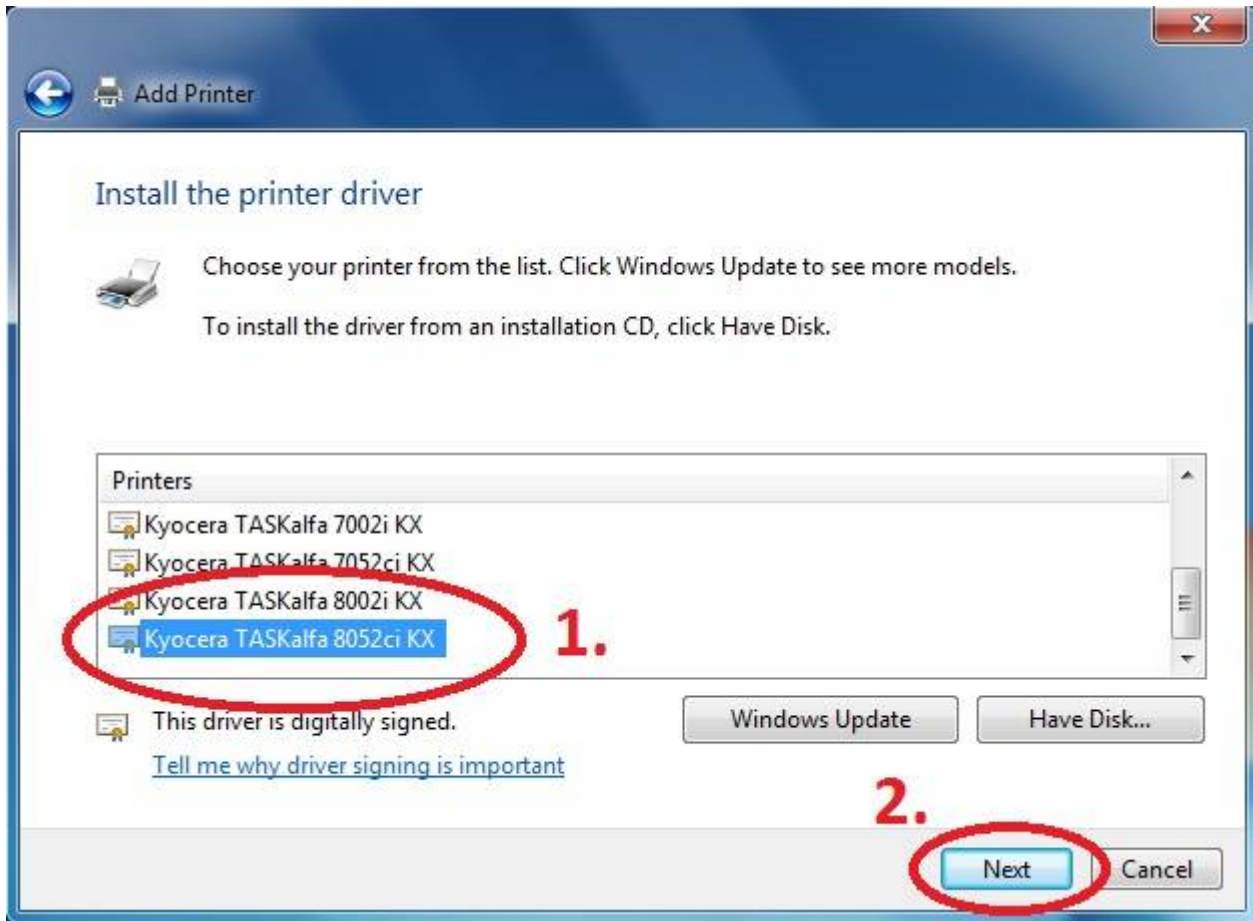 Add Printer
Install the printer driver
Choose your printer from the list. Click Windows Update to see more models.
To install the driver from an installation CD, click Have Disk.
Printers
Kyocera TASKalfa 7002i KX
Kyocera TASKalfa 7052ci KX
Kyocera TASKalfa 8002i KX
Kyocera TASKalfa 8052ci KX
1.
This driver is digitally signed.
Windows Update
Have Disk...
Tell me why driver signing is important
2.
Next
Cancel